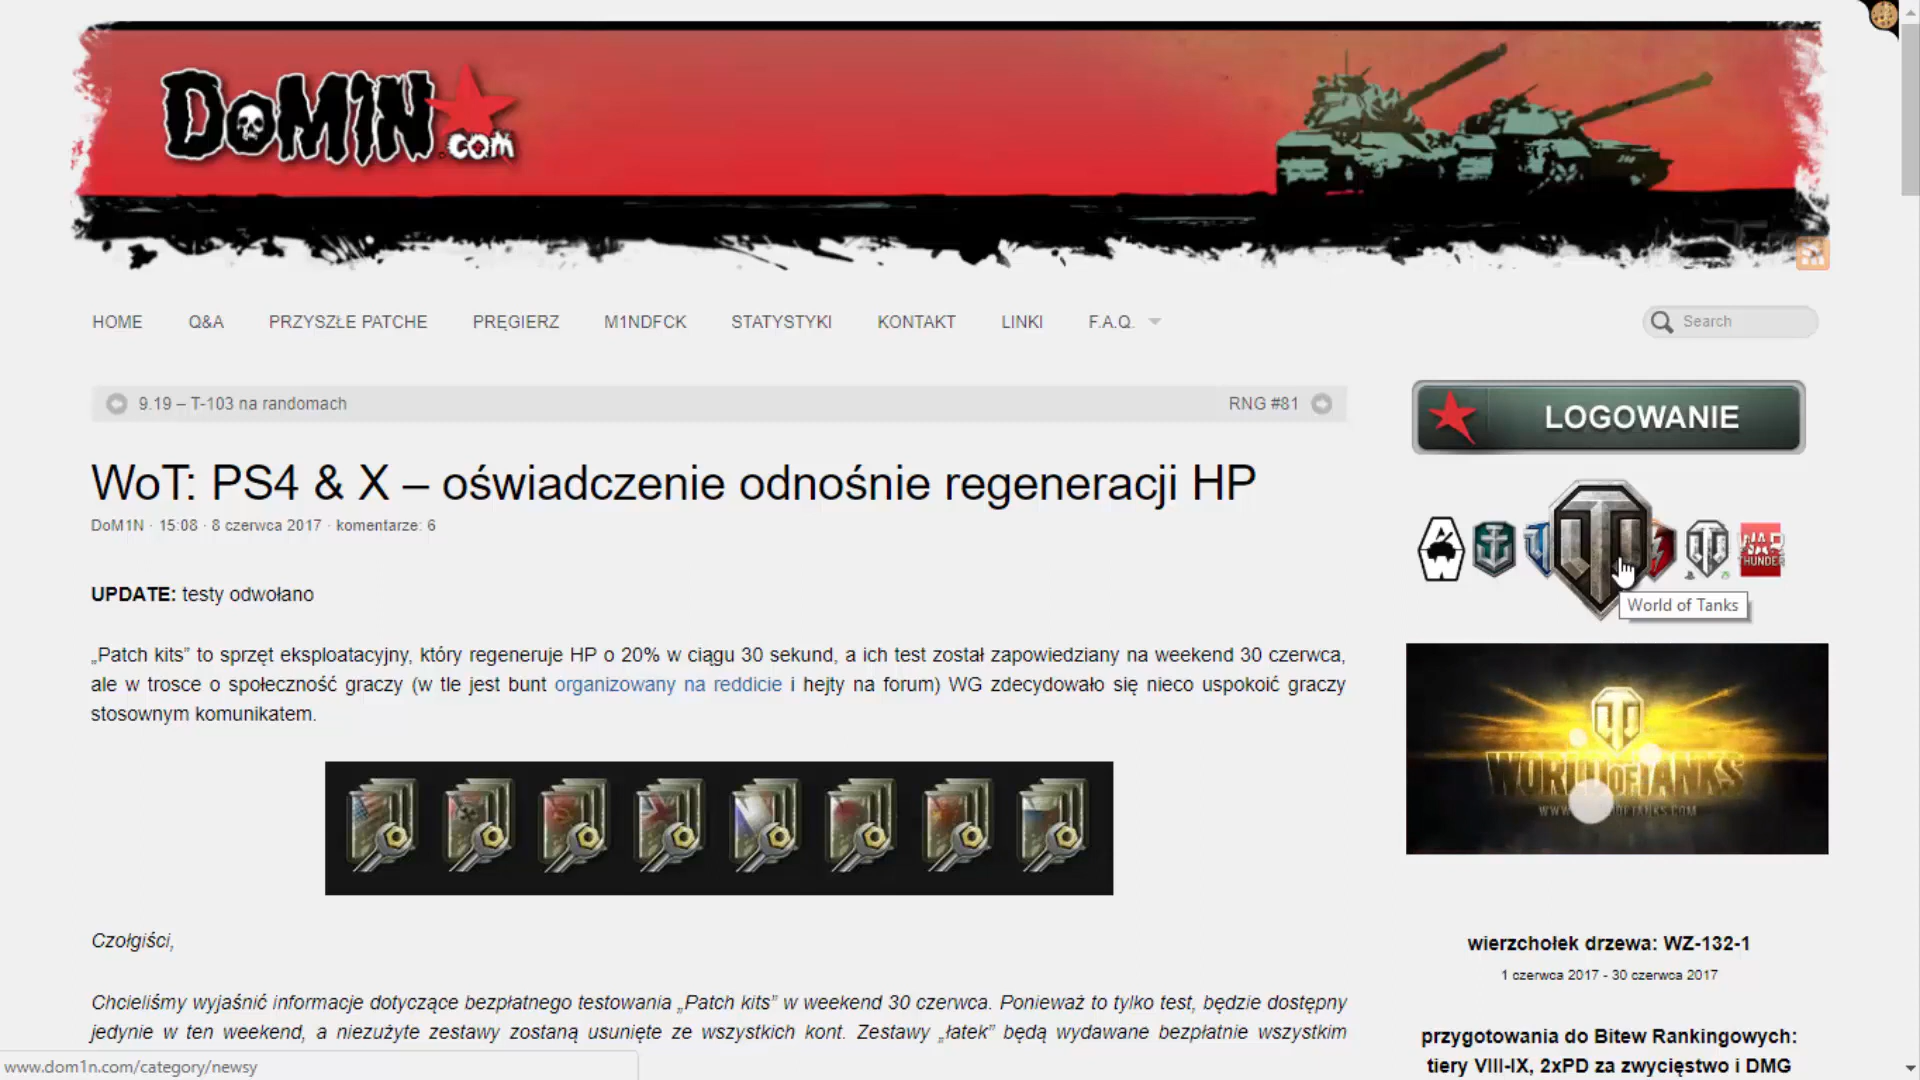 DoM1N
.com
HOME Q&A PRZYSZŁE PATCHE PRĘGIERZ M1NDFCK STATYSTYKI KONTAKT LINKI F.A.Q. Search
9.19 – T-103 na randomach RNG #81
LOGOWANIE
WoT: PS4 & X – oświadczenie odnośnie regeneracji HP
DoM1N · 15:08 · 8 czerwca 2017 · komentarze: 6
WAR
THUNDER
World of Tanks
UPDATE: testy odwołano
„Patch kits” to sprzęt eksploatacyjny, który regeneruje HP o 20% w ciągu 30 sekund, a ich test został zapowiedziany na weekend 30 czerwca,
ale w trosce o społeczność graczy (w tle jest bunt organizowany na reddicie i hejty na forum) WG zdecydowało się nieco uspokoić graczy
stosownym komunikatem.
WORLD OF TANKS
Czołgiści,
wierzchołek drzewa: WZ-132-1
1 czerwca 2017 - 30 czerwca 2017
Chcieliśmy wyjaśnić informacje dotyczące bezpłatnego testowania „Patch kits” w weekend 30 czerwca. Ponieważ to tylko test, będzie dostępny
jedynie w ten weekend, a niezużyte zestawy zostaną usunięte ze wszystkich kont. Zestawy „łatek” będą wydawane bezpłatnie wszystkim
przygotowania do Bitew Rankingowych:
tiery VIII-IX, 2xPD za zwycięstwo i DMG
www.dom1n.com/category/newsy